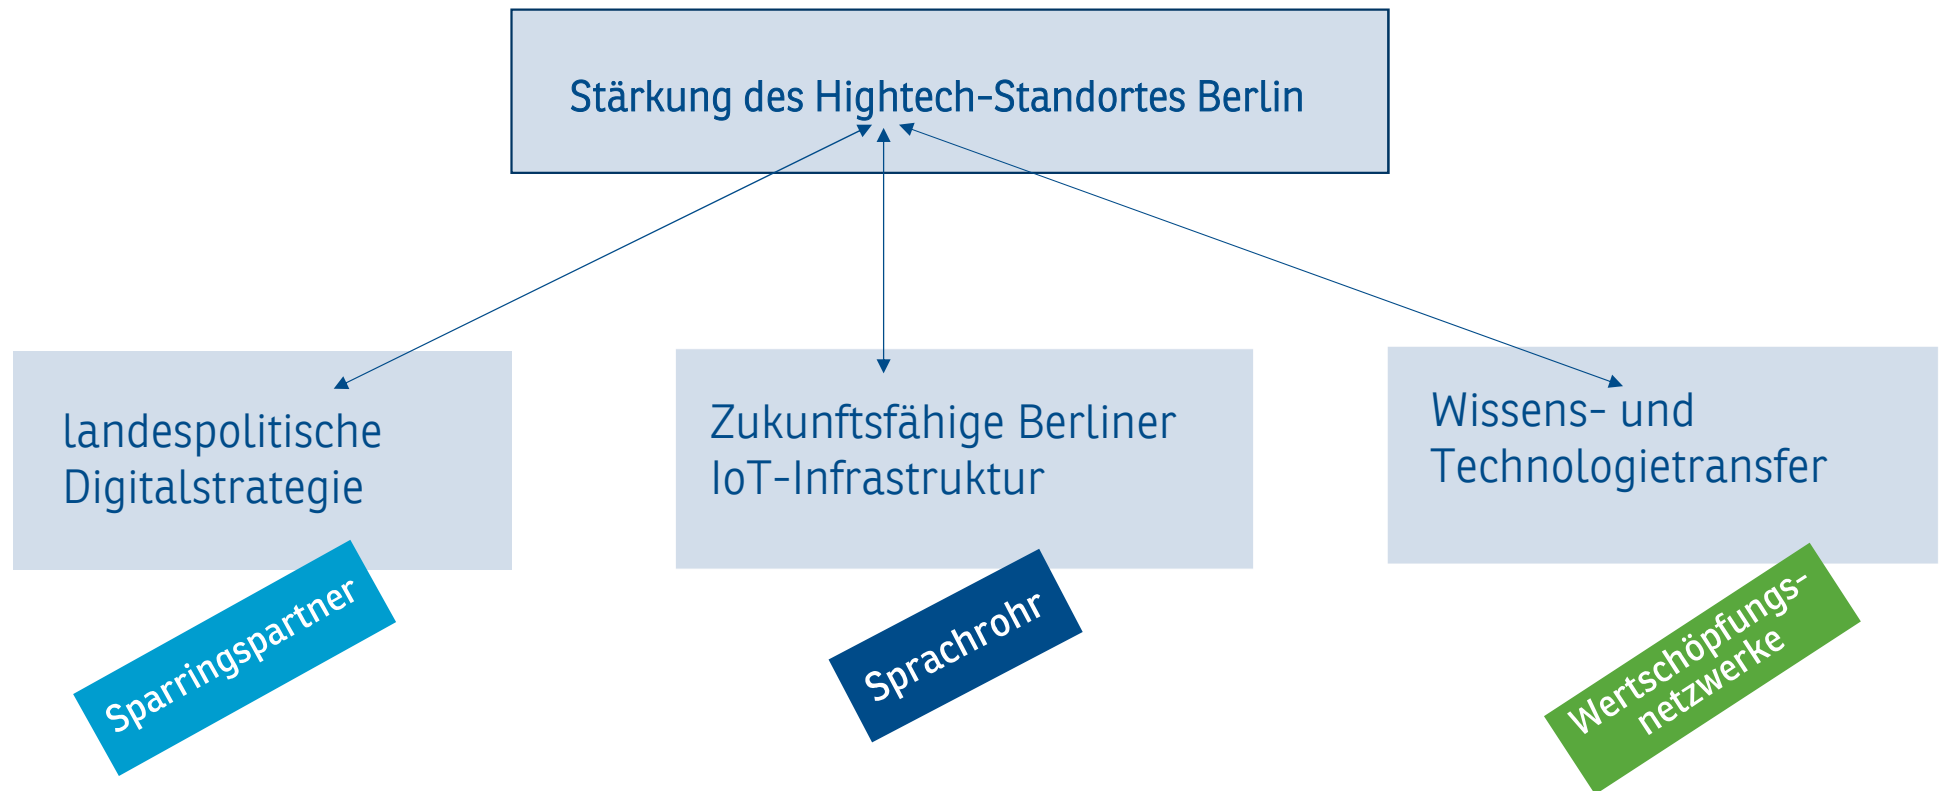 Stärkung des Hightech-Standortes Berlin
landespolitische
Digitalstrategie
Zukunftsfähige Berliner
IoT-Infrastruktur
Wissens- und
Technologietransfer
Sparringspartner
Sprachrohr
Wertschöpfungs-
netzwerke